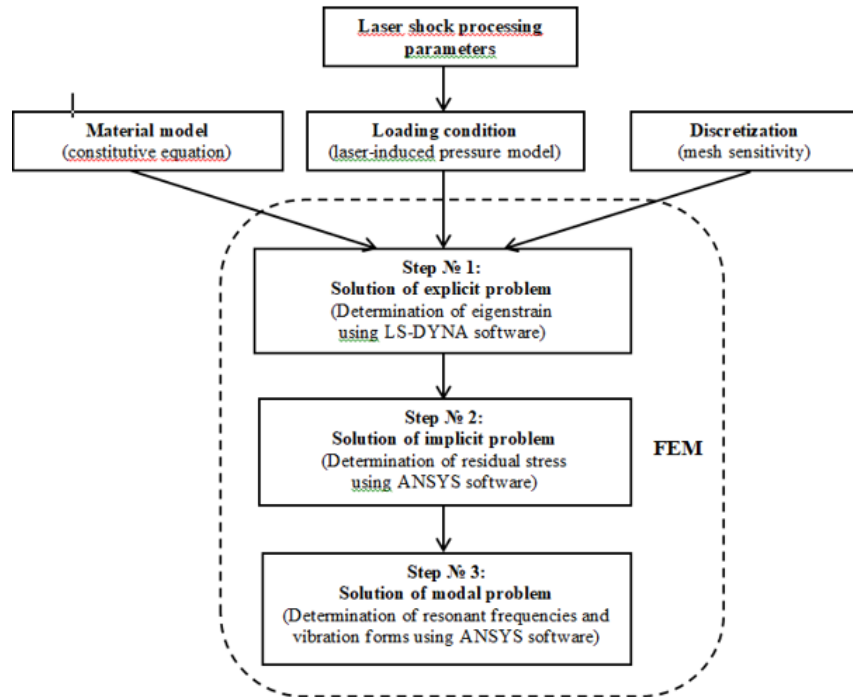 Laser shock processing
parameters
Material model
(constitutive equation)
Loading condition
(laser-induced pressure model)
Discretization
(mesh sensitivity)
Step № 1:
Solution of explicit problem
(Determination of eigenstrain
using LS-DYNA software)
Step № 2:
Solution of implicit problem
(Determination of residual stress
using ANSYS software)
FEM
Step № 3:
Solution of modal problem
(Determination of resonant frequencies and
vibration forms using ANSYS software)